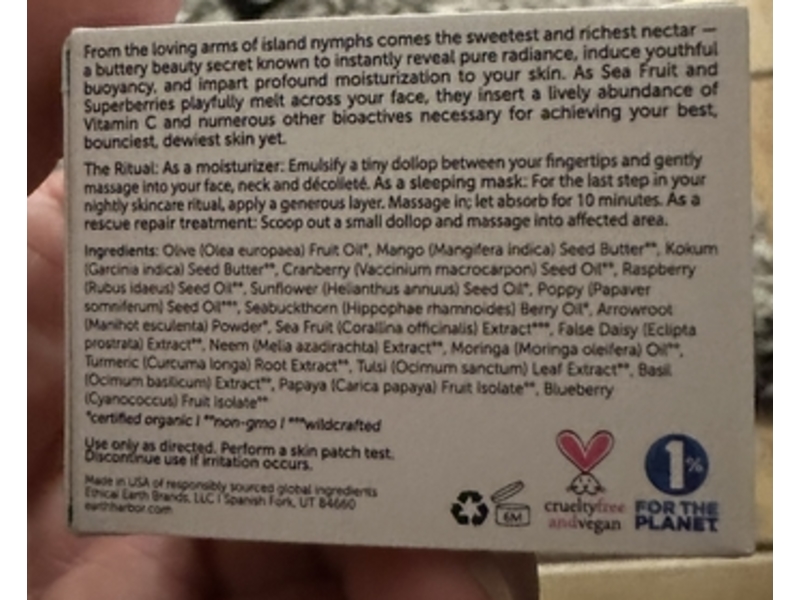 From the loving arms of island nymphs comes the sweetest and richest nectar —
a buttery beauty secret known to instantly reveal pure radiance, induce youthful
buoyancy, and impart profound moisturization to your skin. As Sea Fruit and
Superberries playfully melt across your face, they insert a lively abundance of
Vitamin C and numerous other bioactives necessary for achieving your best,
bounciest, dewiest skin yet.
The Ritual: As a moisturizer: Emulsify a tiny dollop between your fingertips and gently
massage into your face, neck and décolleté. As a sleeping mask: For the last step in your
nightly skincare ritual, apply a generous layer. Massage in; let absorb for 10 minutes. As a
rescue repair treatment: Scoop out a small dollop and massage into affected area.
Ingredients: Olive (Olea europaea) Fruit Oil*, Mango (Mangifera indica) Seed Butter**, Kokum
(Garcinia indica) Seed Butter**, Cranberry (Vaccinium macrocarpon) Seed Oil**, Raspberry
(Rubus idaeus) Seed Oil**, Sunflower (Helianthus annuus) Seed Oil*, Poppy (Papaver
somniferum) Seed Oil***, Seabuckthorn (Hippophae rhamnoides) Berry Oil*, Arrowroot
(Manihot esculenta) Powder*, Sea Fruit (Corallina officinalis) Extract***, False Daisy (Eclipta
prostrata) Extract**, Neem (Melia azadirachta) Extract**, Moringa (Moringa oleifera) Oil**,
Turmeric (Curcuma longa) Root Extract**, Tulsi (Ocimum sanctum) Leaf Extract**, Basil
(Ocimum basilicum) Extract**, Papaya (Carica papaya) Fruit Isolate**, Blueberry
(Cyanococcus) Fruit Isolate**
*certified organic | **non-gmo | ***wildcrafted
Use only as directed. Perform a skin patch test.
Discontinue use if irritation occurs.
Made in USA of responsibly sourced global ingredients
Ethical Earth Brands, LLC | Spanish Fork, UT 84660
earthharbor.com
6M
crueltyfree
andvegan
1%
FOR THE
PLANET